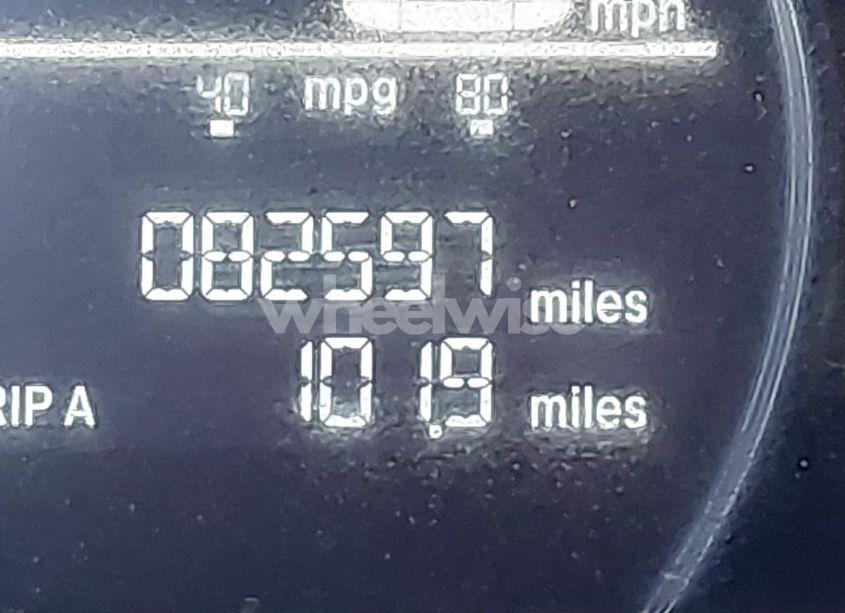 mph
40 mpg 80
082597 miles
wheelwise
RIP A 101.9 miles